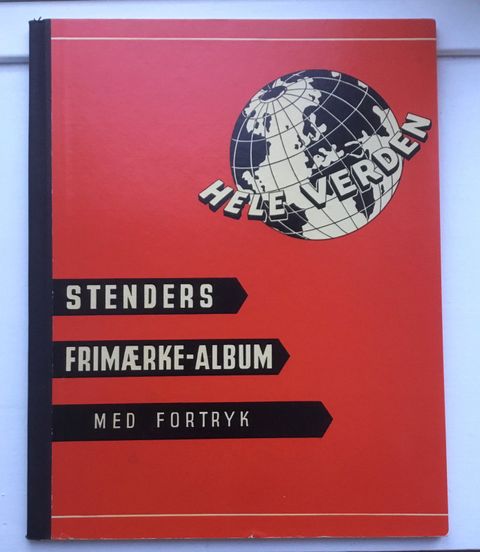 HELE VERDEN
STENDERS
FRIMÆRKE-ALBUM
MED FORTRYK